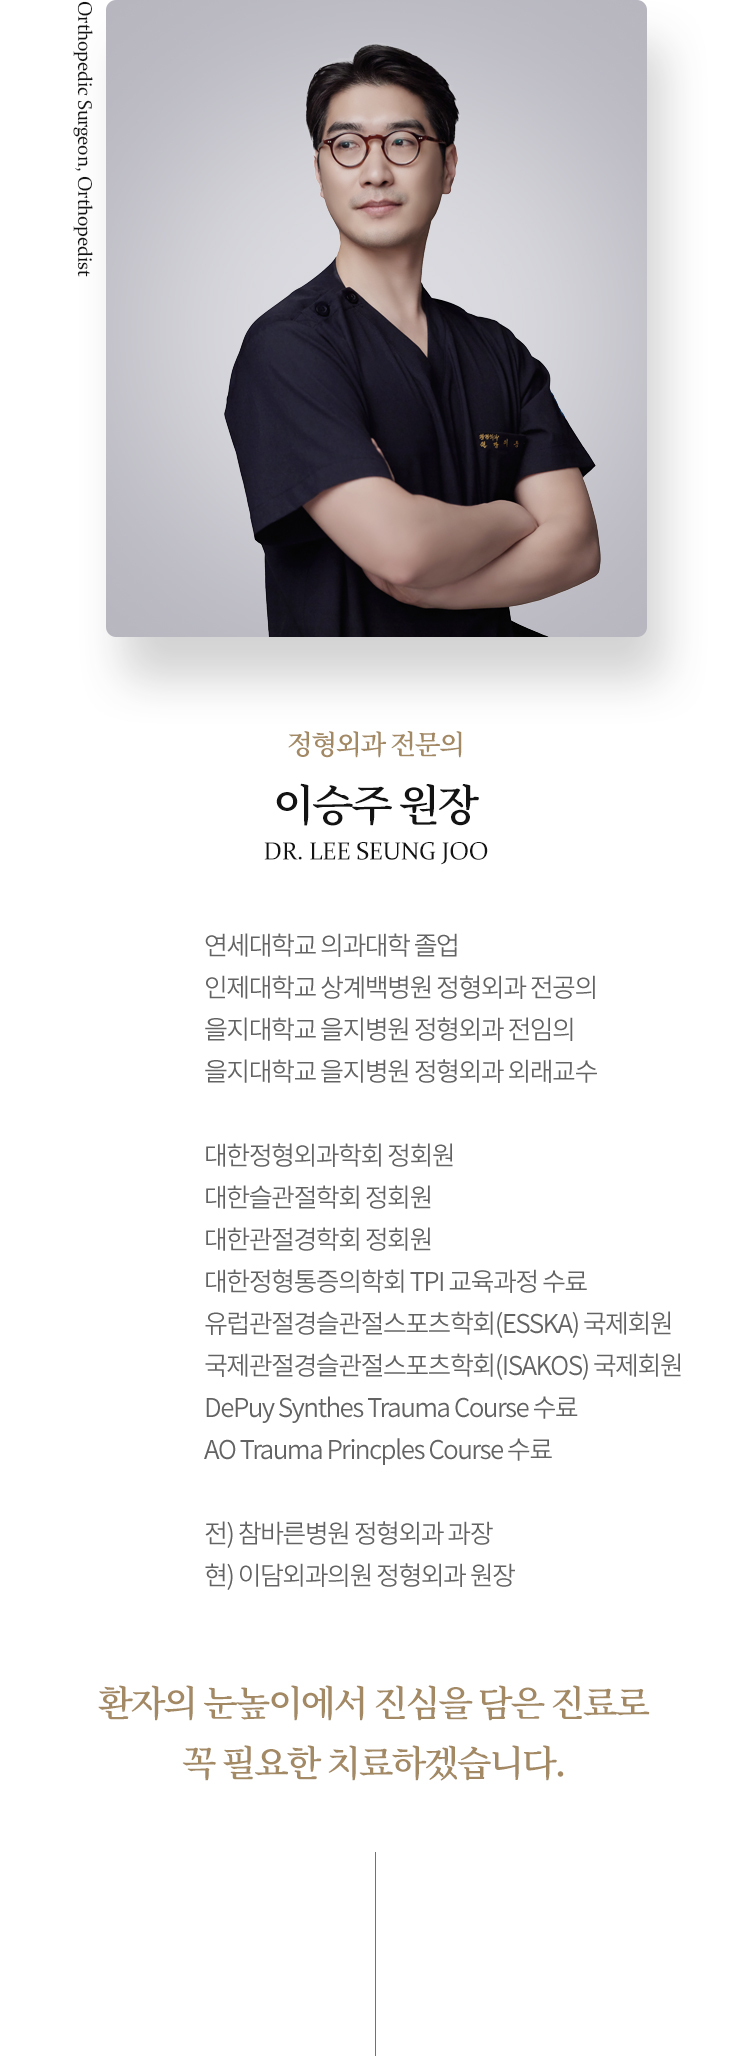 Orthopedic Surgeon, Orthopedist
정형외과 전문의
이승주 원장
DR. LEE SEUNG JOO
연세대학교 의과대학 졸업
인제대학교 상계백병원 정형외과 전공의
을지대학교 을지병원 정형외과 전임의
을지대학교 을지병원 정형외과 외래교수
대한정형외과학회 정회원
대한슬관절학회 정회원
대한관절경학회 정회원
대한정형통증의학회 TPI 교육과정 수료
유럽관절경슬관절스포츠학회(ESSKA) 국제회원
국제관절경슬관절스포츠학회(ISAKOS) 국제회원
DePuy Synthes Trauma Course 수료
AO Trauma Princples Course 수료
전) 참바른병원 정형외과 과장
현) 이담외과의원 정형외과 원장
환자의 눈높이에서 진심을 담은 진료로
꼭 필요한 치료하겠습니다.